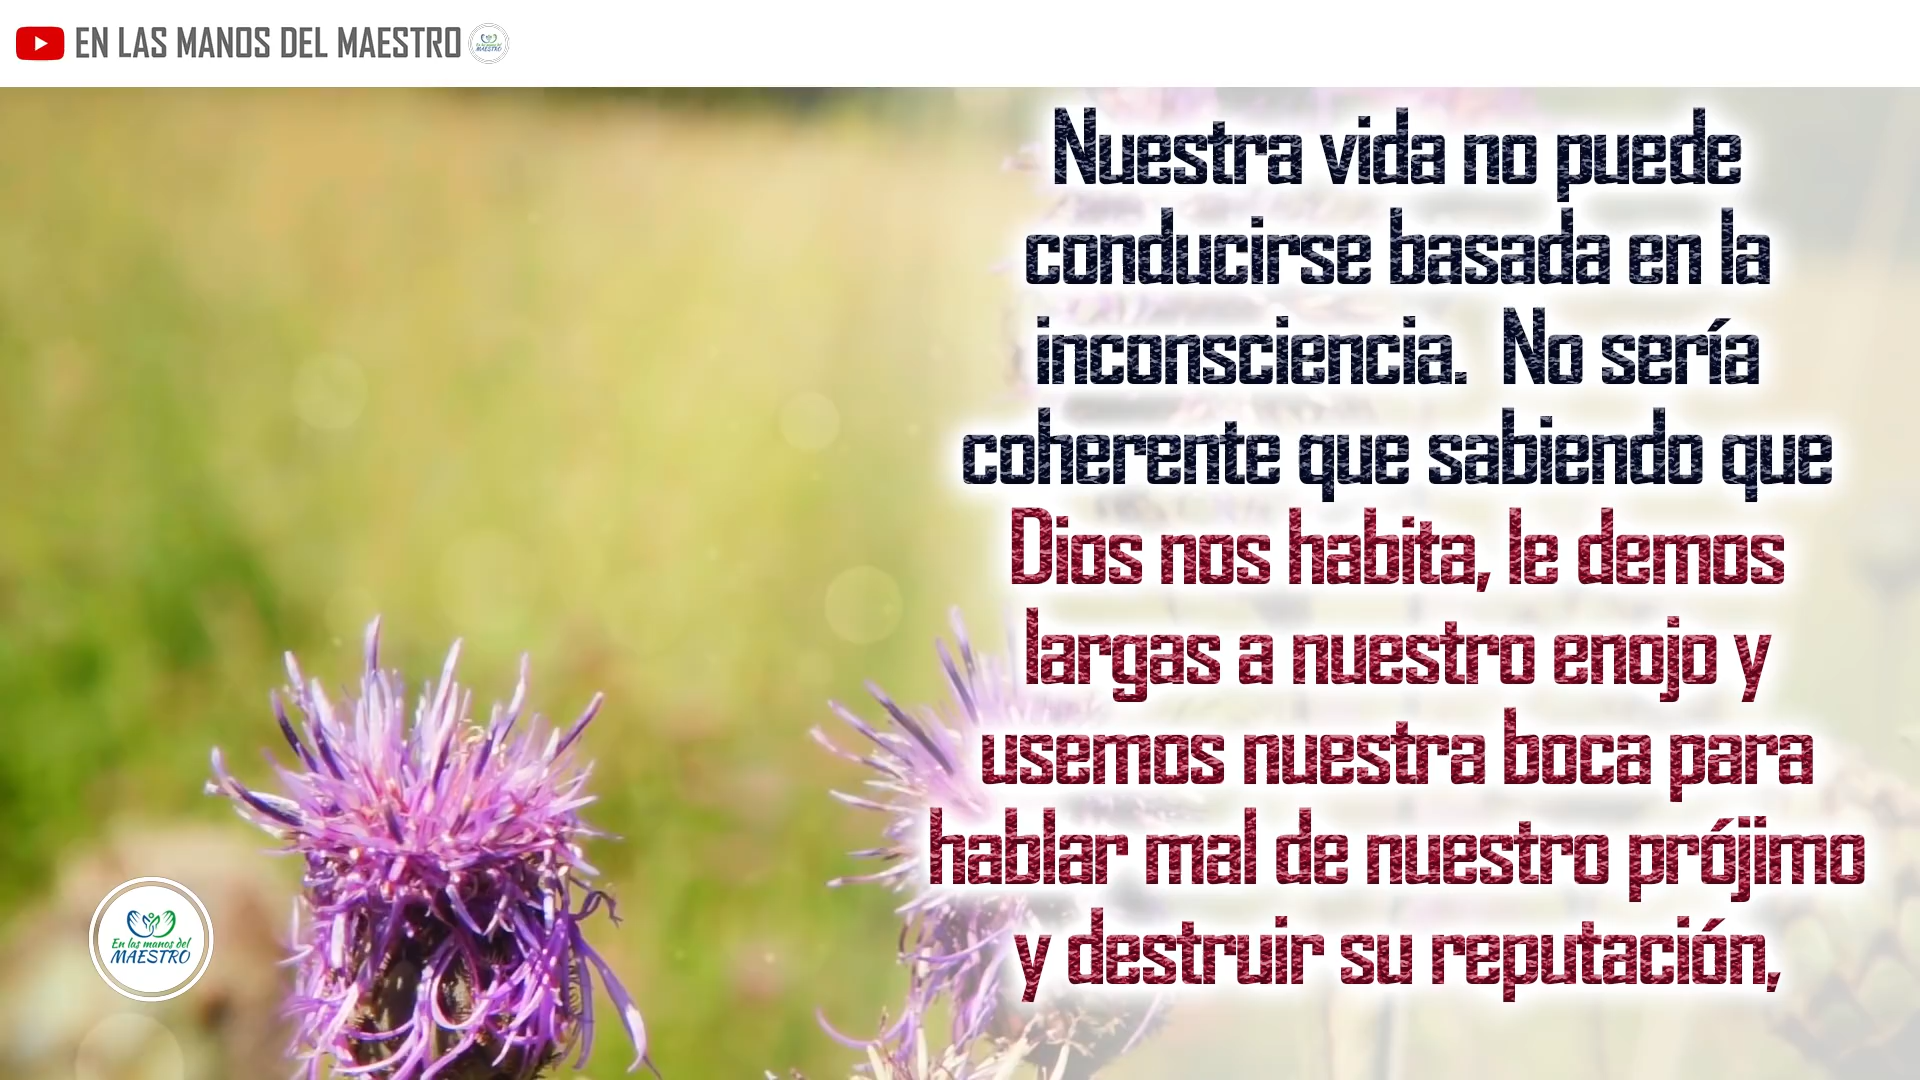 EN LAS MANOS DEL MAESTRO
Nuestra vida no puede
conducirse basada en la
inconsciencia.  No sería
coherente que sabiendo que
Dios nos habita, le demos
largas a nuestro enojo y
usemos nuestra boca para
hablar mal de nuestro prójimo
y destruir su reputación,
En las manos del
MAESTRO